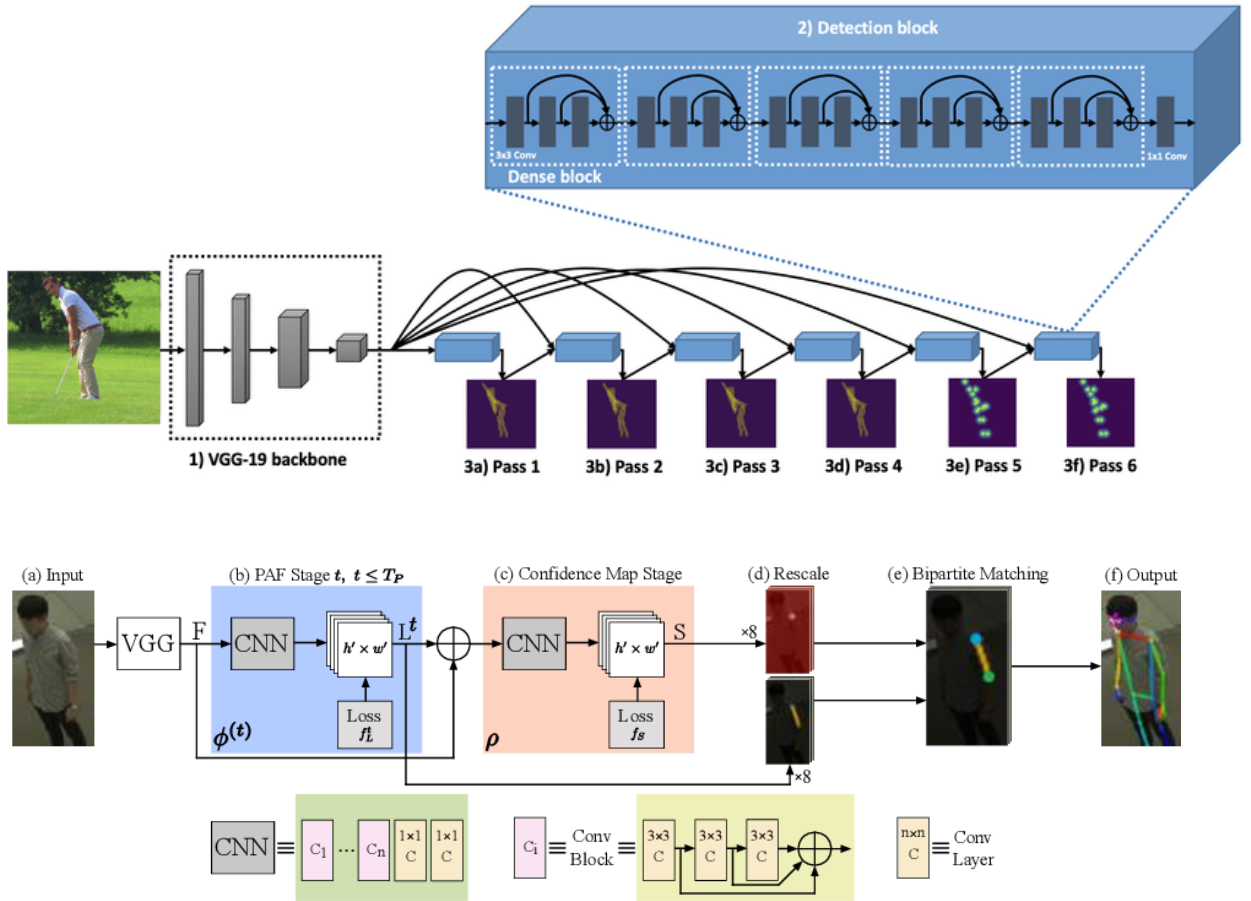 2) Detection block
3x3 Conv
1x1 Conv
Dense block
1) VGG-19 backbone
3a) Pass 1
3b) Pass 2
3c) Pass 3
3d) Pass 4
3e) Pass 5
3f) Pass 6
(a) Input
(b) PAF Stage t, t ≤ T_P
(c) Confidence Map Stage
(d) Rescale
(e) Bipartite Matching
(f) Output
VGG
F
CNN
h′ × w′
L^t
Loss
f_L^t
ϕ^(t)
CNN
h′ × w′
S
Loss
f_S
ρ
×8
×8
CNN
≡
C_1
...
C_n
1×1
C
1×1
C
C_i
≡
Conv
Block
≡
3×3
C
3×3
C
3×3
C
n×n
C
≡
Conv
Layer